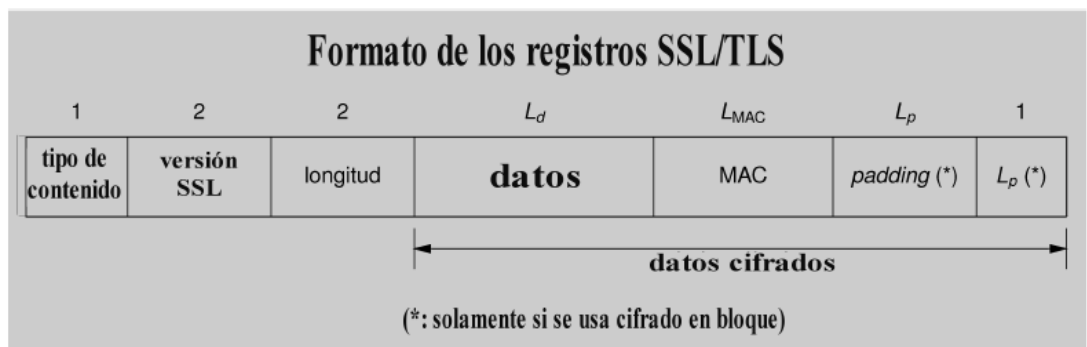 Formato de los registros SSL/TLS
1 2 2 Ld LMAC Lp 1
tipo de contenido versión SSL longitud datos MAC padding (*) Lp (*)
datos cifrados
(*: solamente si se usa cifrado en bloque)